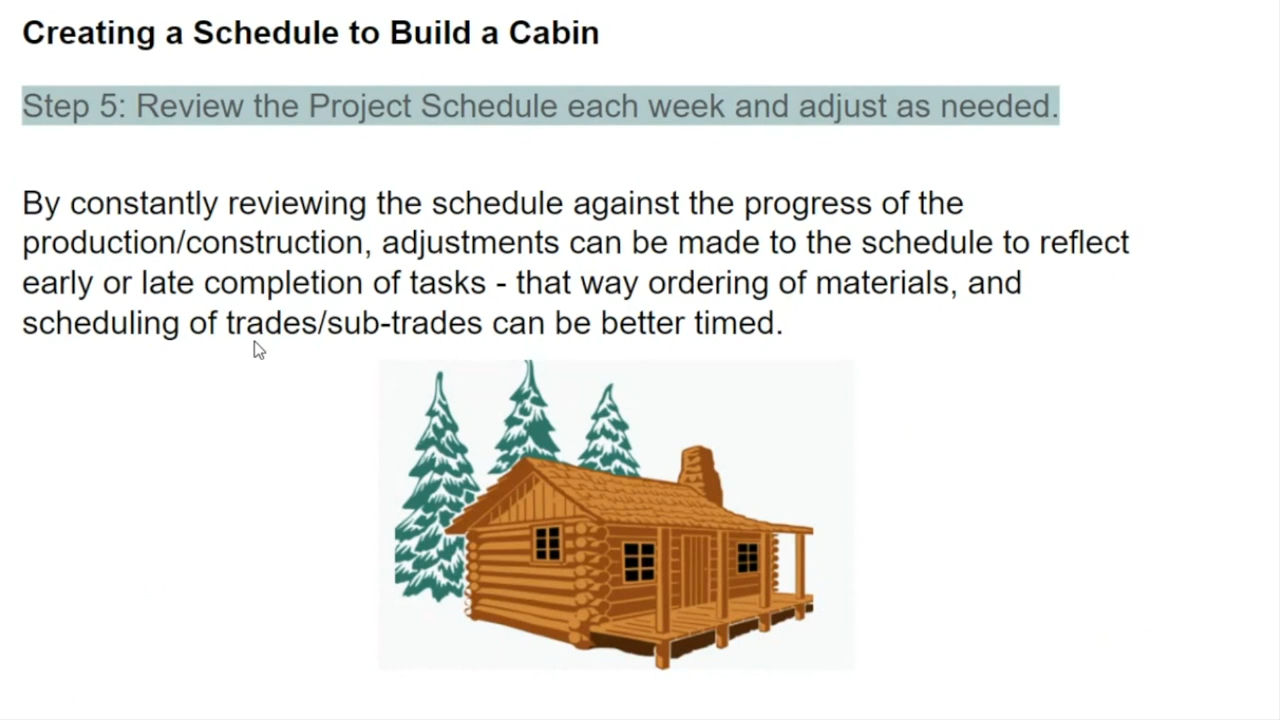 Creating a Schedule to Build a Cabin
Step 5: Review the Project Schedule each week and adjust as needed.
By constantly reviewing the schedule against the progress of the
production/construction, adjustments can be made to the schedule to reflect
early or late completion of tasks - that way ordering of materials, and
scheduling of trades/sub-trades can be better timed.